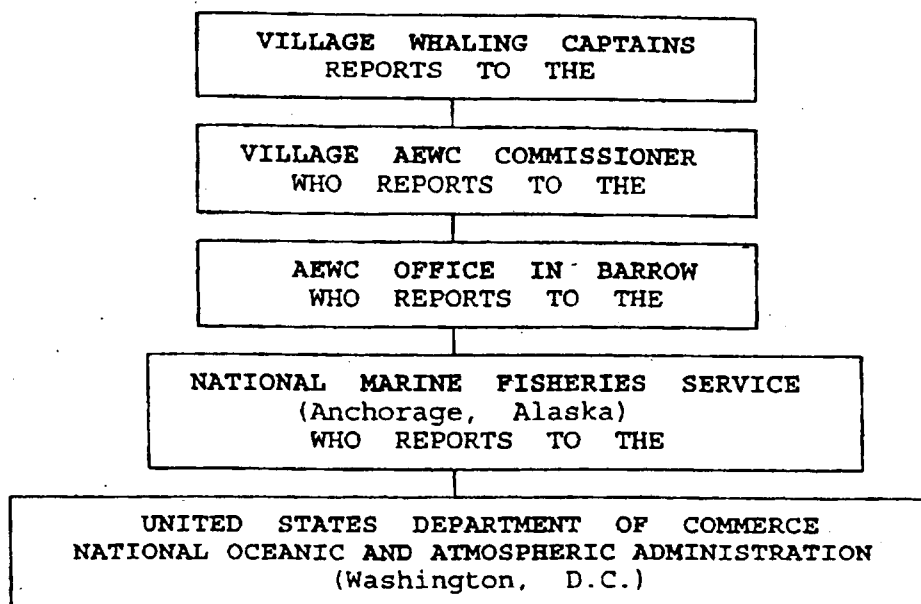 VILLAGE WHALING CAPTAINS
REPORTS TO THE
VILLAGE AEWC COMMISSIONER
WHO REPORTS TO THE
AEWC OFFICE IN BARROW
WHO REPORTS TO THE
NATIONAL MARINE FISHERIES SERVICE
(Anchorage, Alaska)
WHO REPORTS TO THE
UNITED STATES DEPARTMENT OF COMMERCE
NATIONAL OCEANIC AND ATMOSPHERIC ADMINISTRATION
(Washington, D.C.)